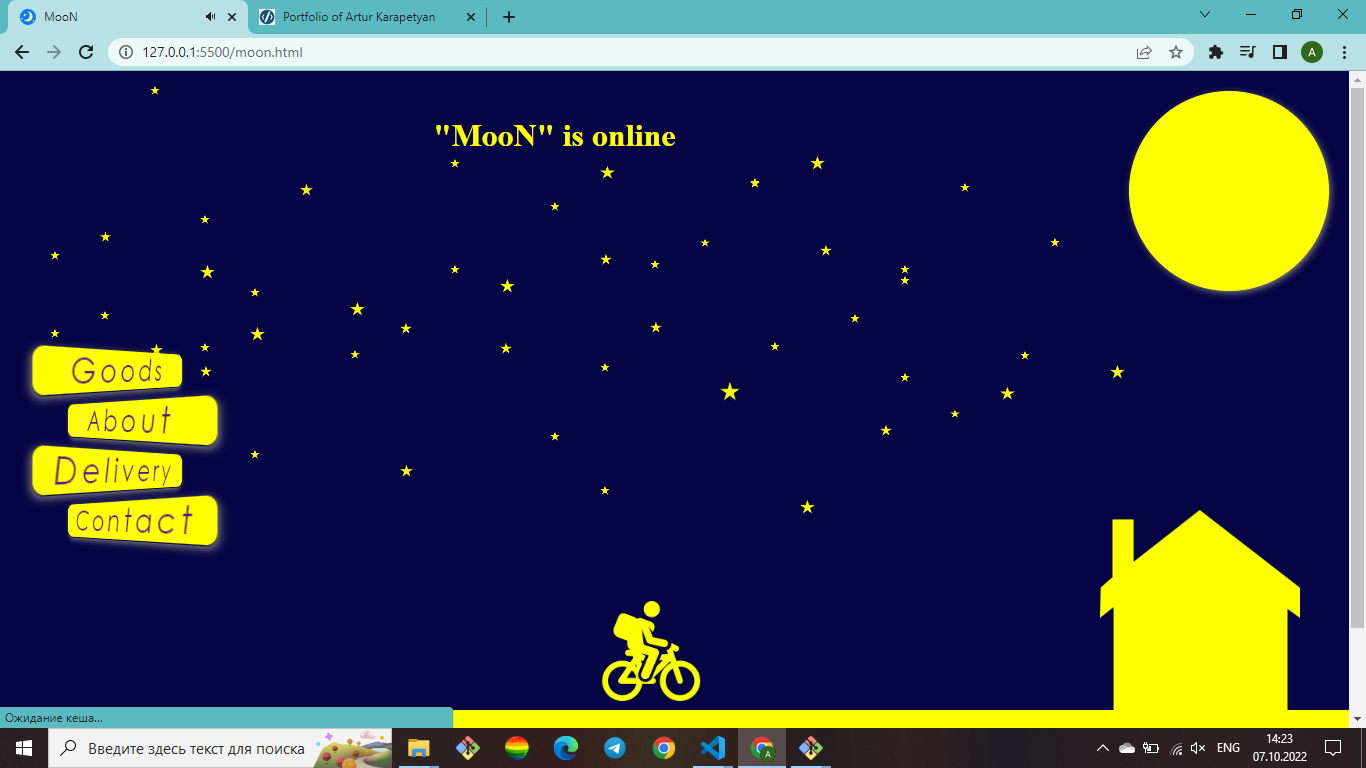 MooN
Portfolio of Artur Karapetyan
127.0.0.1:5500/moon.html
A
"MooN" is online
Goods
About
Delivery
Contact
Ожидание кеша...
Введите здесь текст для поиска
A
ENG
14:23
07.10.2022